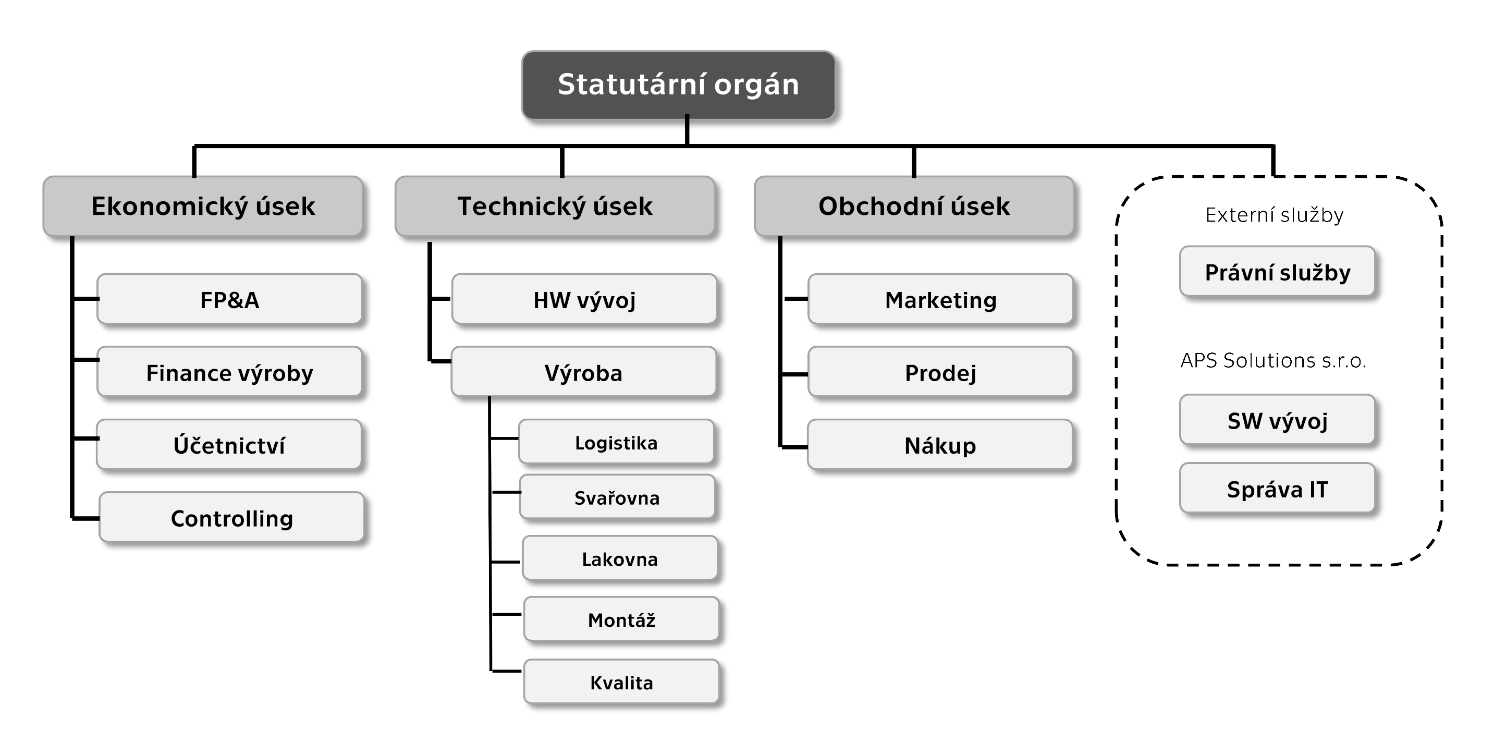 Statutární orgán
Ekonomický úsek
FP&A
Finance výroby
Účetnictví
Controlling
Technický úsek
HW vývoj
Výroba
Logistika
Svařovna
Lakovna
Montáž
Kvalita
Obchodní úsek
Marketing
Prodej
Nákup
Externí služby
Právní služby
APS Solutions s.r.o.
SW vývoj
Správa IT